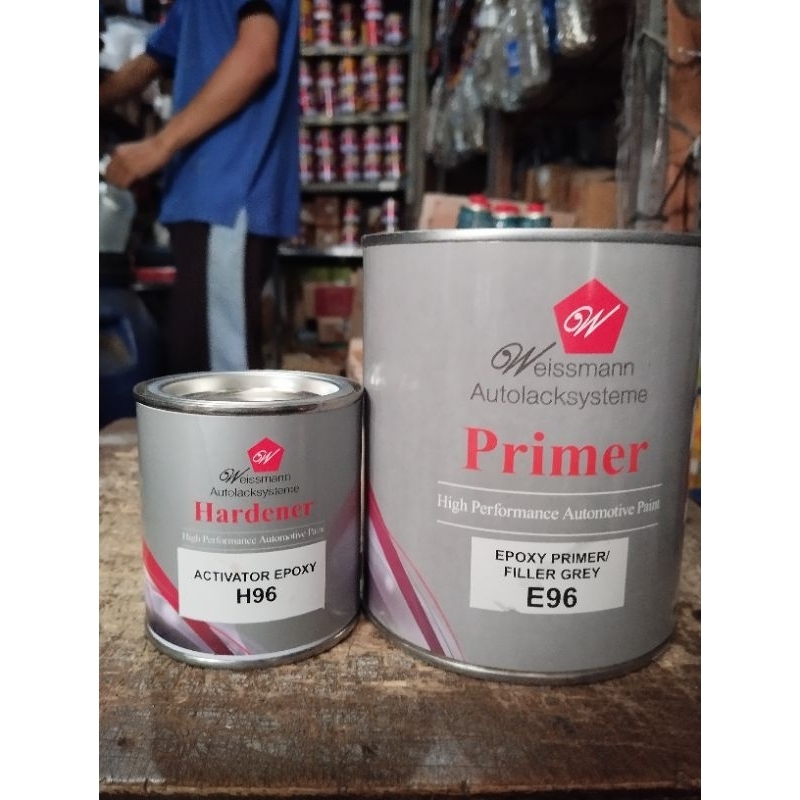 W
Weissmann
Autolacksysteme
Hardener
High Performance Automotive Paint
ACTIVATOR EPOXY
H96
W
Weissmann
Autolacksysteme
Primer
High Performance Automotive Paint
EPOXY PRIMER/
FILLER GREY
E96